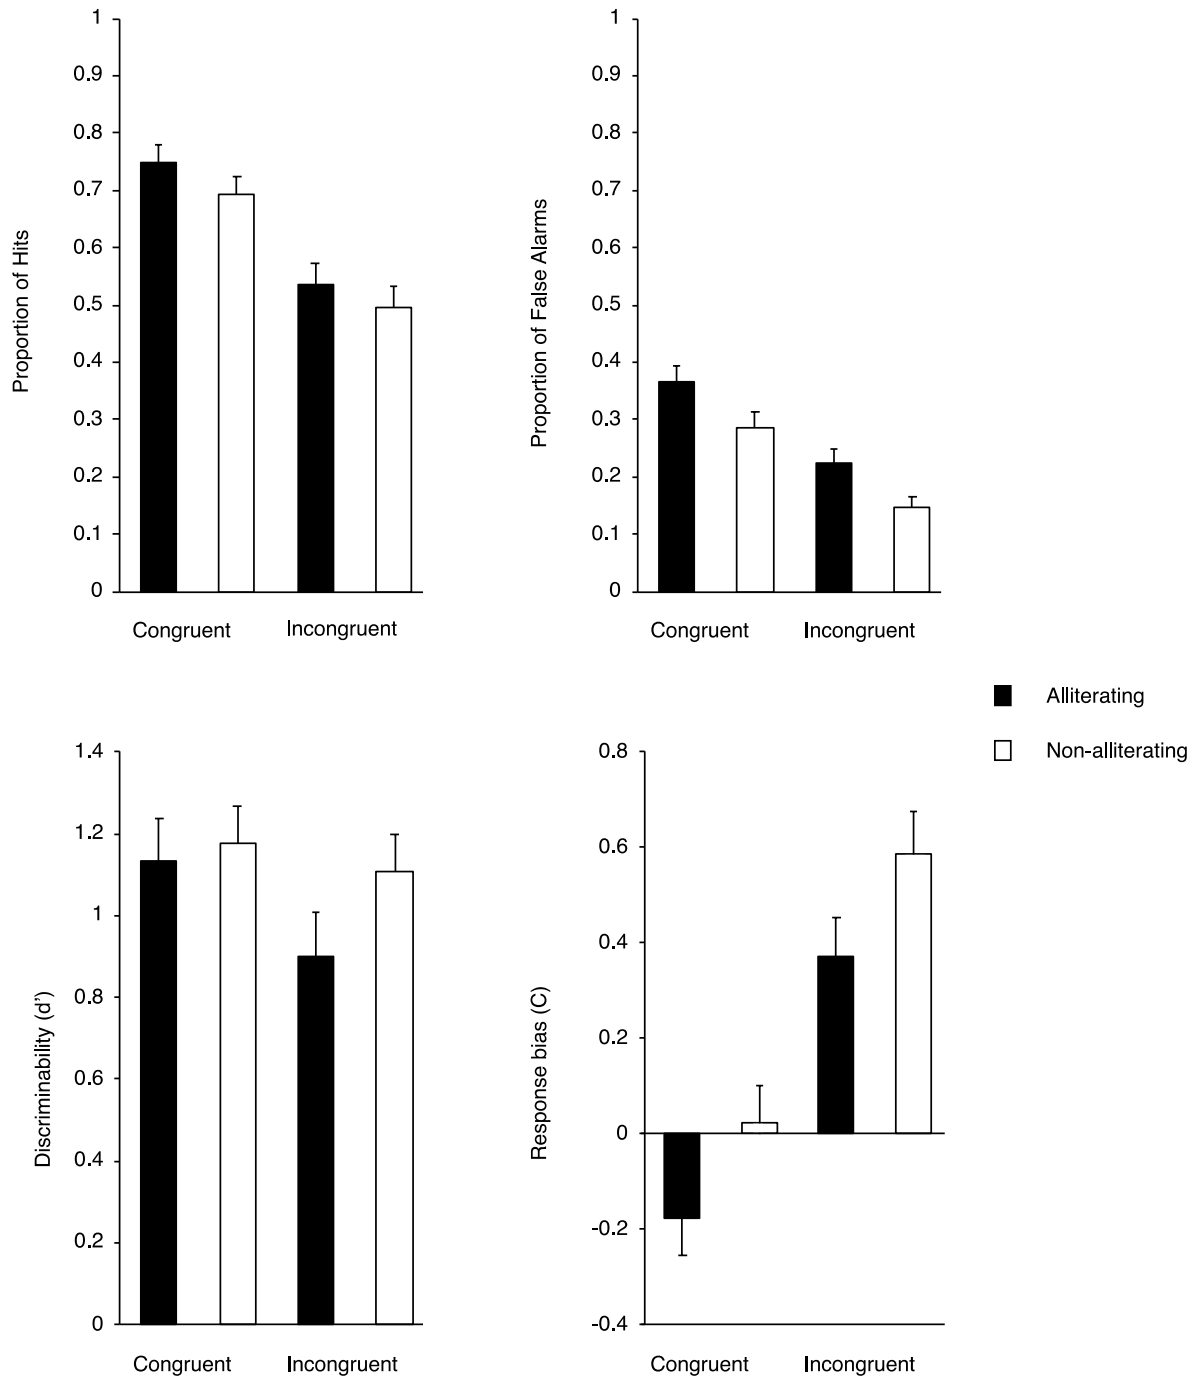 Proportion of Hits
1
0.9
0.8
0.7
0.6
0.5
0.4
0.3
0.2
0.1
0
Congruent
Incongruent
Proportion of False Alarms
1
0.9
0.8
0.7
0.6
0.5
0.4
0.3
0.2
0.1
0
Congruent
Incongruent
Alliterating
Non-alliterating
Discriminability (d')
1.4
1.2
1
0.8
0.6
0.4
0.2
0
Congruent
Incongruent
Response bias (C)
0.8
0.6
0.4
0.2
0
-0.2
-0.4
Congruent
Incongruent